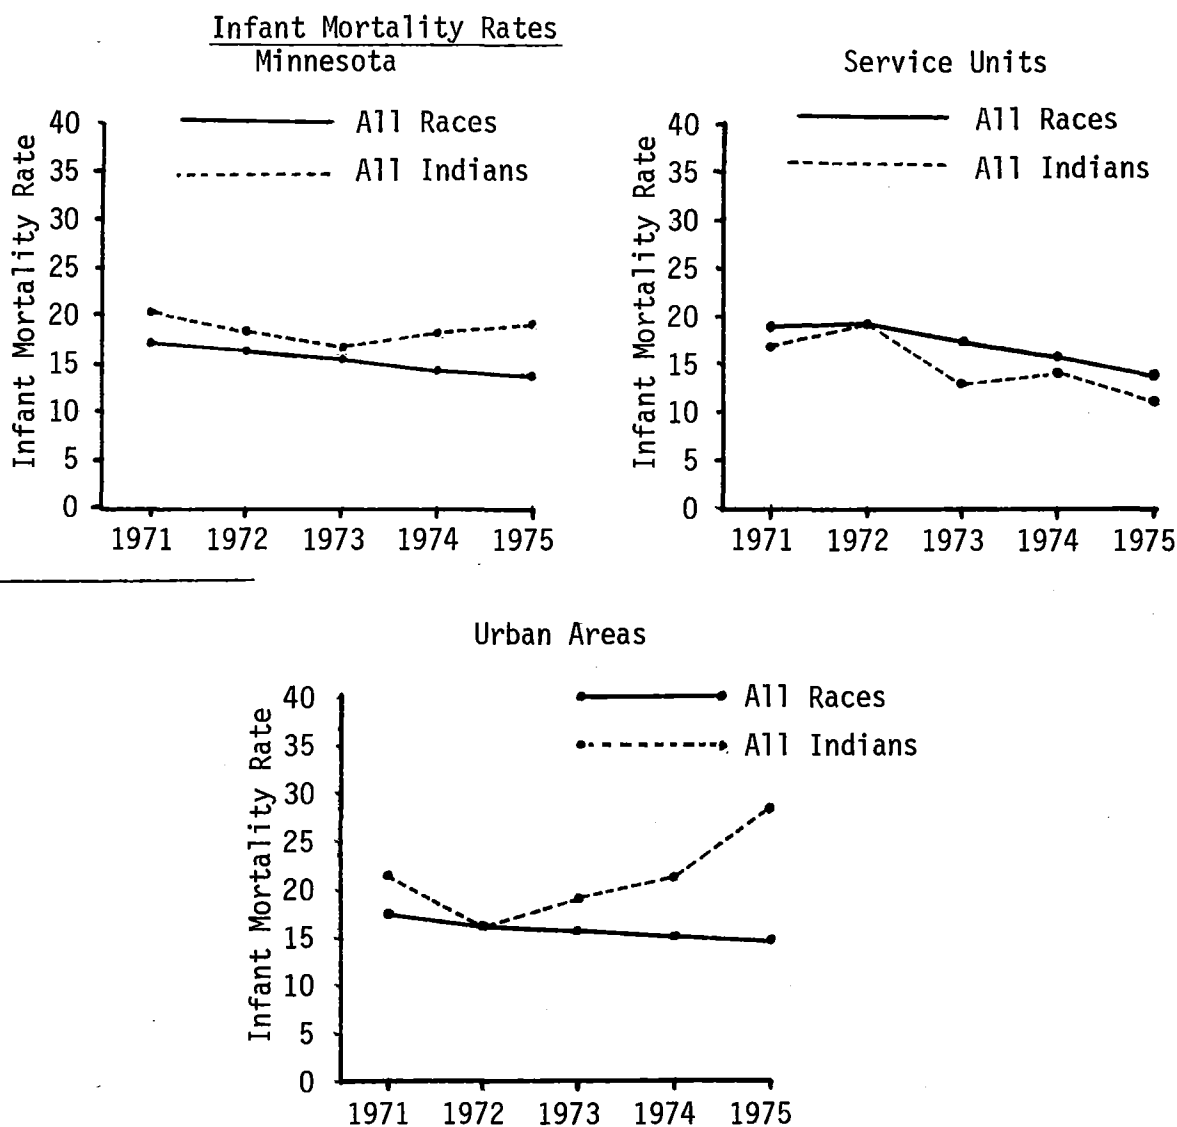 Infant Mortality Rates
Minnesota
All Races
All Indians
Infant Mortality Rate
40
35
30
25
20
15
10
5
0
1971 1972 1973 1974 1975
Service Units
All Races
All Indians
Infant Mortality Rate
40
35
30
25
20
15
10
5
0
1971 1972 1973 1974 1975
Urban Areas
All Races
All Indians
Infant Mortality Rate
40
35
30
25
20
15
10
5
0
1971 1972 1973 1974 1975